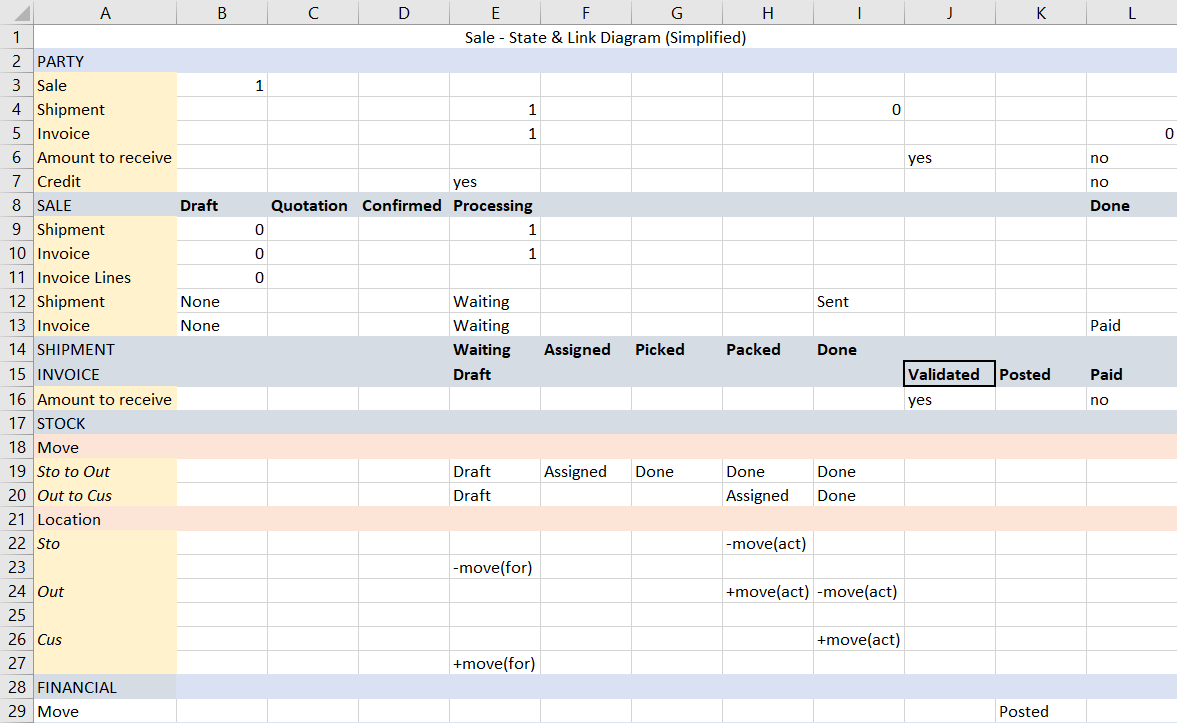 A B C D E F G H I J K L
1 Sale - State & Link Diagram (Simplified)
2 PARTY
3 Sale 1
4 Shipment 1 0
5 Invoice 1 0
6 Amount to receive yes no
7 Credit yes no
8 SALE Draft Quotation Confirmed Processing Done
9 Shipment 0 1
10 Invoice 0 1
11 Invoice Lines 0
12 Shipment None Waiting Sent
13 Invoice None Waiting Paid
14 SHIPMENT Waiting Assigned Picked Packed Done
15 INVOICE Draft Validated Posted Paid
16 Amount to receive yes no
17 STOCK
18 Move
19 Sto to Out Draft Assigned Done Done Done
20 Out to Cus Draft Assigned Done
21 Location
22 Sto -move(act)
23 -move(for)
24 Out +move(act) -move(act)
25
26 Cus +move(act)
27 +move(for)
28 FINANCIAL
29 Move Posted